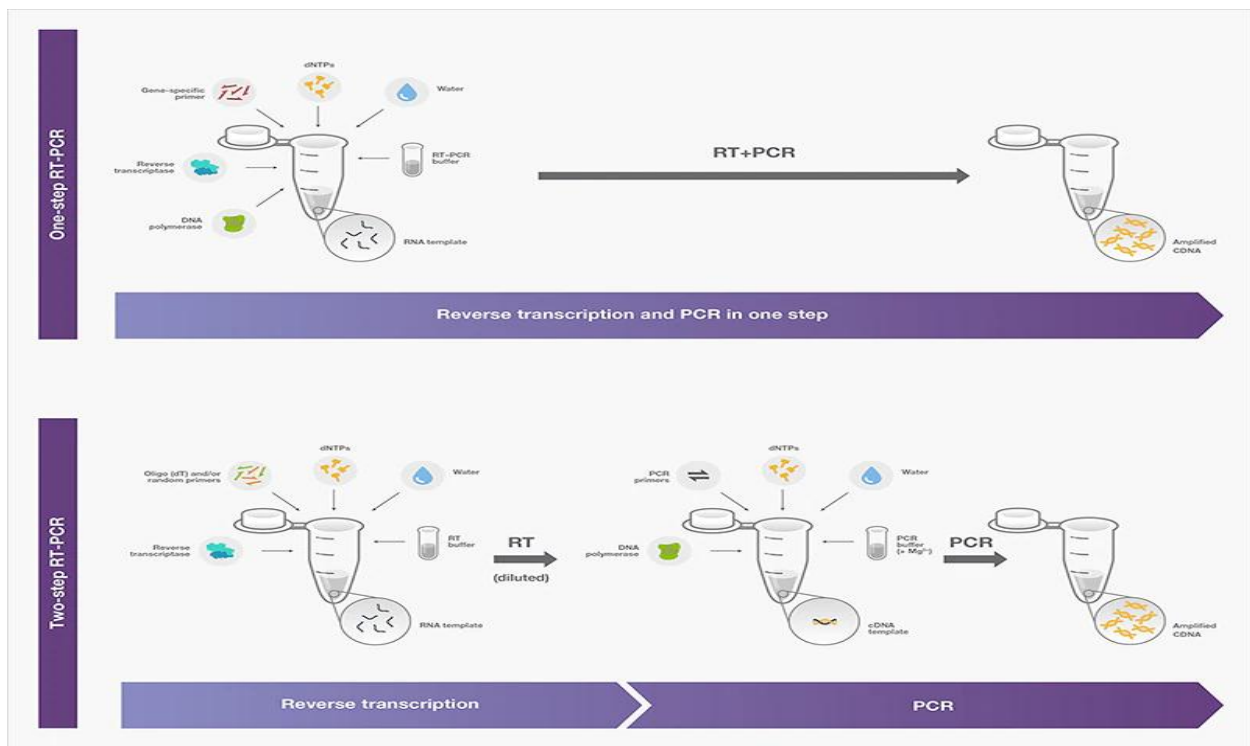 One-step RT-PCR
dNTPs
Gene-specific
primer
Water
Reverse
transcriptase
RT-PCR
buffer
DNA
polymerase
RNA template
RT+PCR
Amplified
CDNA
Reverse transcription and PCR in one step
Two-step RT-PCR
dNTPs
Oligo (dT) and/or
random primers
Water
Reverse
transcriptase
RT
buffer
RNA template
RT
(diluted)
dNTPs
PCR
primers
Water
DNA
polymerase
PCR
buffer
(+ Mg²⁺)
cDNA
template
PCR
Amplified
CDNA
Reverse transcription
PCR